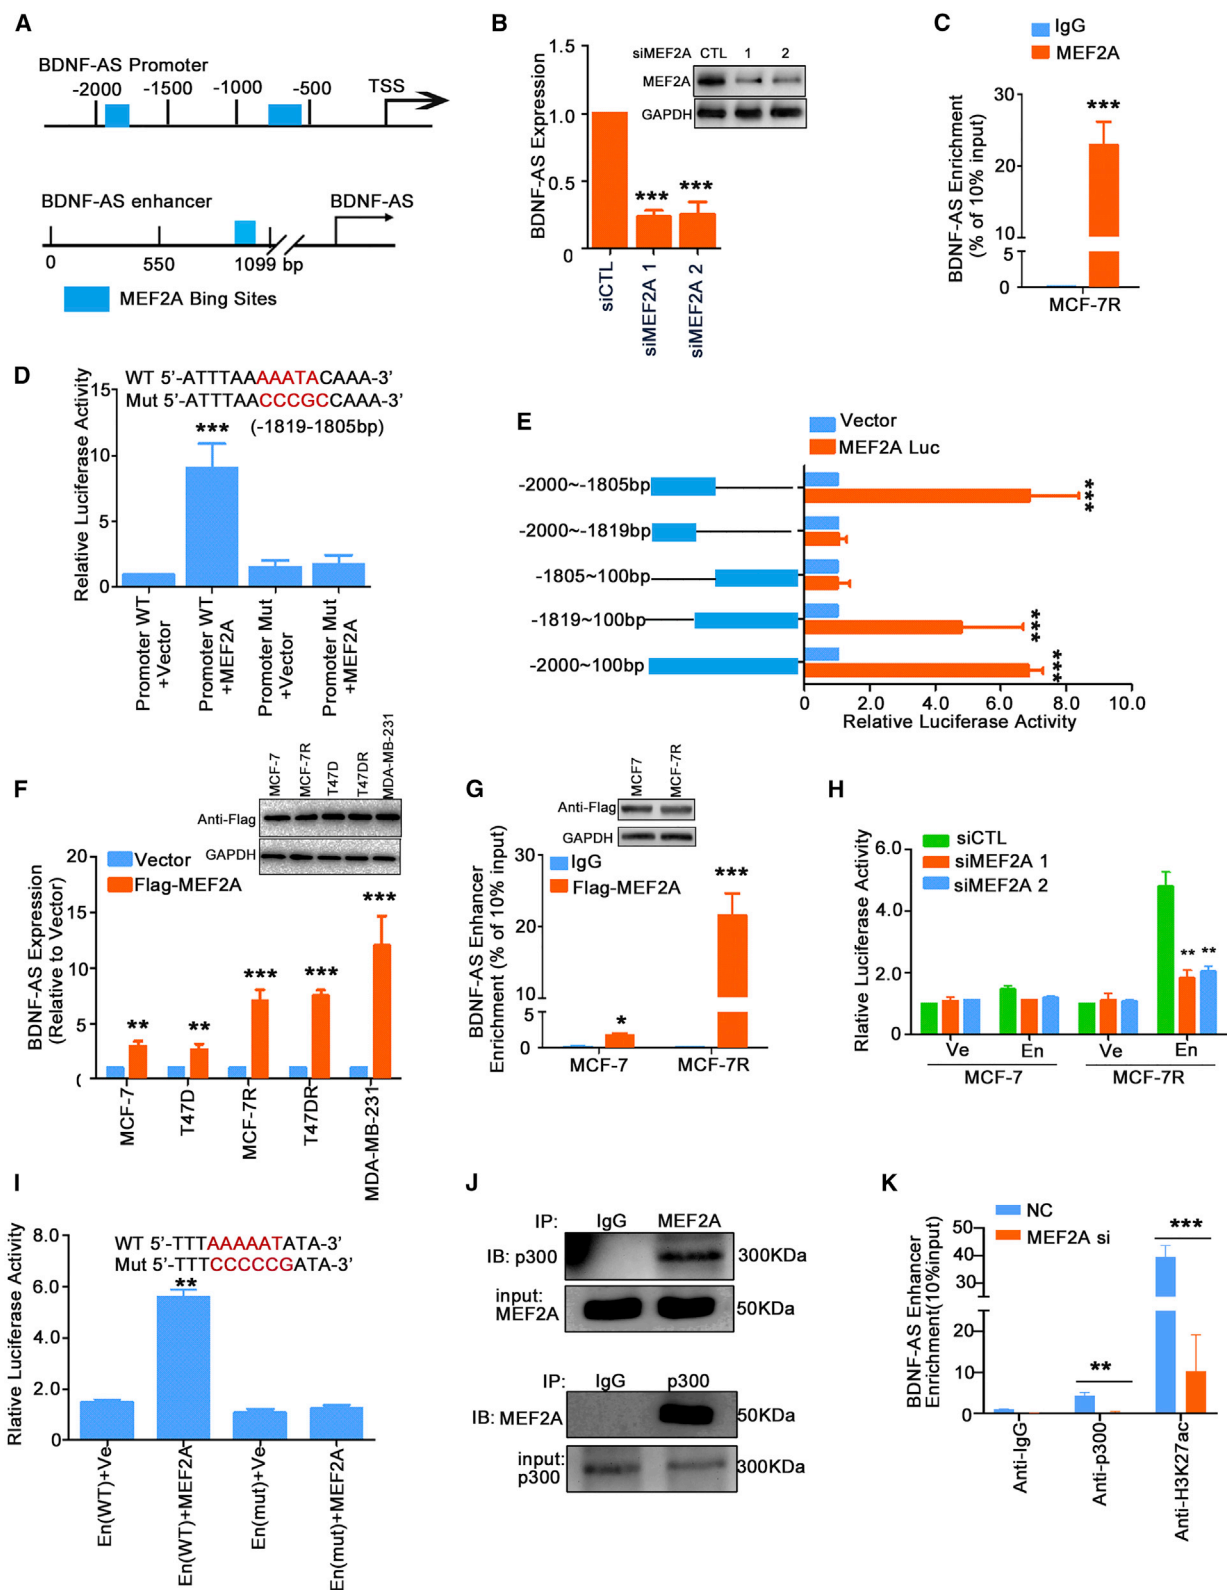 A
BDNF-AS Promoter
-2000 -1500 -1000 -500 TSS
BDNF-AS enhancer BDNF-AS
0 550 1099 bp
MEF2A Bing Sites
B
siMEF2A CTL 1 2
MEF2A
GAPDH
BDNF-AS Expression
1.5
1.0
0.5
0
*** ***
siCTL
siMEF2A 1
siMEF2A 2
C
IgG
MEF2A
BDNF-AS Enrichment
(% of 10% input)
30
20
10
5
0
***
MCF-7R
D
WT 5'-ATTTAAAAATACAAA-3'
Mut 5'-ATTTAACCCGCCAAA-3'
(-1819-1805bp)
Relative Luciferase Activity
15
10
5
0
***
Promoter WT
+Vector
Promoter WT
+MEF2A
Promoter Mut
+Vector
Promoter Mut
+MEF2A
E
Vector
MEF2A Luc
-2000~-1805bp
***
-2000~-1819bp
-1805~100bp
-1819~100bp
***
-2000~100bp
***
0 2.0 4.0 6.0 8.0 10.0
Relative Luciferase Activity
F
MCF-7
MCF-7R
T47D
T47DR
MDA-MB-231
Anti-Flag
GAPDH
Vector
Flag-MEF2A
BDNF-AS Expression
(Relative to Vector)
20
15
10
5
(
** ** *** *** ***
MCF-7
T47D
MCF-7R
T47DR
MDA-MB-231
G
MCF7
MCF-7R
Anti-Flag
GAPDH
IgG
Flag-MEF2A
BDNF-AS Enhancer
Enrichment (% of 10% input)
30
20
10
5
0
* ***
MCF-7 MCF-7R
H
siCTL
siMEF2A 1
siMEF2A 2
Rlative Luciferase Activity
6.0
4.0
2.0
0
** **
Ve En Ve En
MCF-7 MCF-7R
I
WT 5'-TTTAAAAATATA-3'
Mut 5'-TTTCCCCCGATA-3'
Rlative Luciferase Activity
8.0
6.0
4.0
2.0
0
**
En(WT)+Ve
En(WT)+MEF2A
En(mut)+Ve
En(mut)+MEF2A
J
IP: IgG MEF2A
IB: p300 300KDa
input:
MEF2A 50KDa
IP: IgG p300
IB: MEF2A 50KDa
input:
p300 300KDa
K
NC
MEF2A si
BDNF-AS Enhancer
Enrichment(10%input)
50
40
30
20
10
0
** ***
Anti-IgG
Anti-p300
Anti-H3K27ac